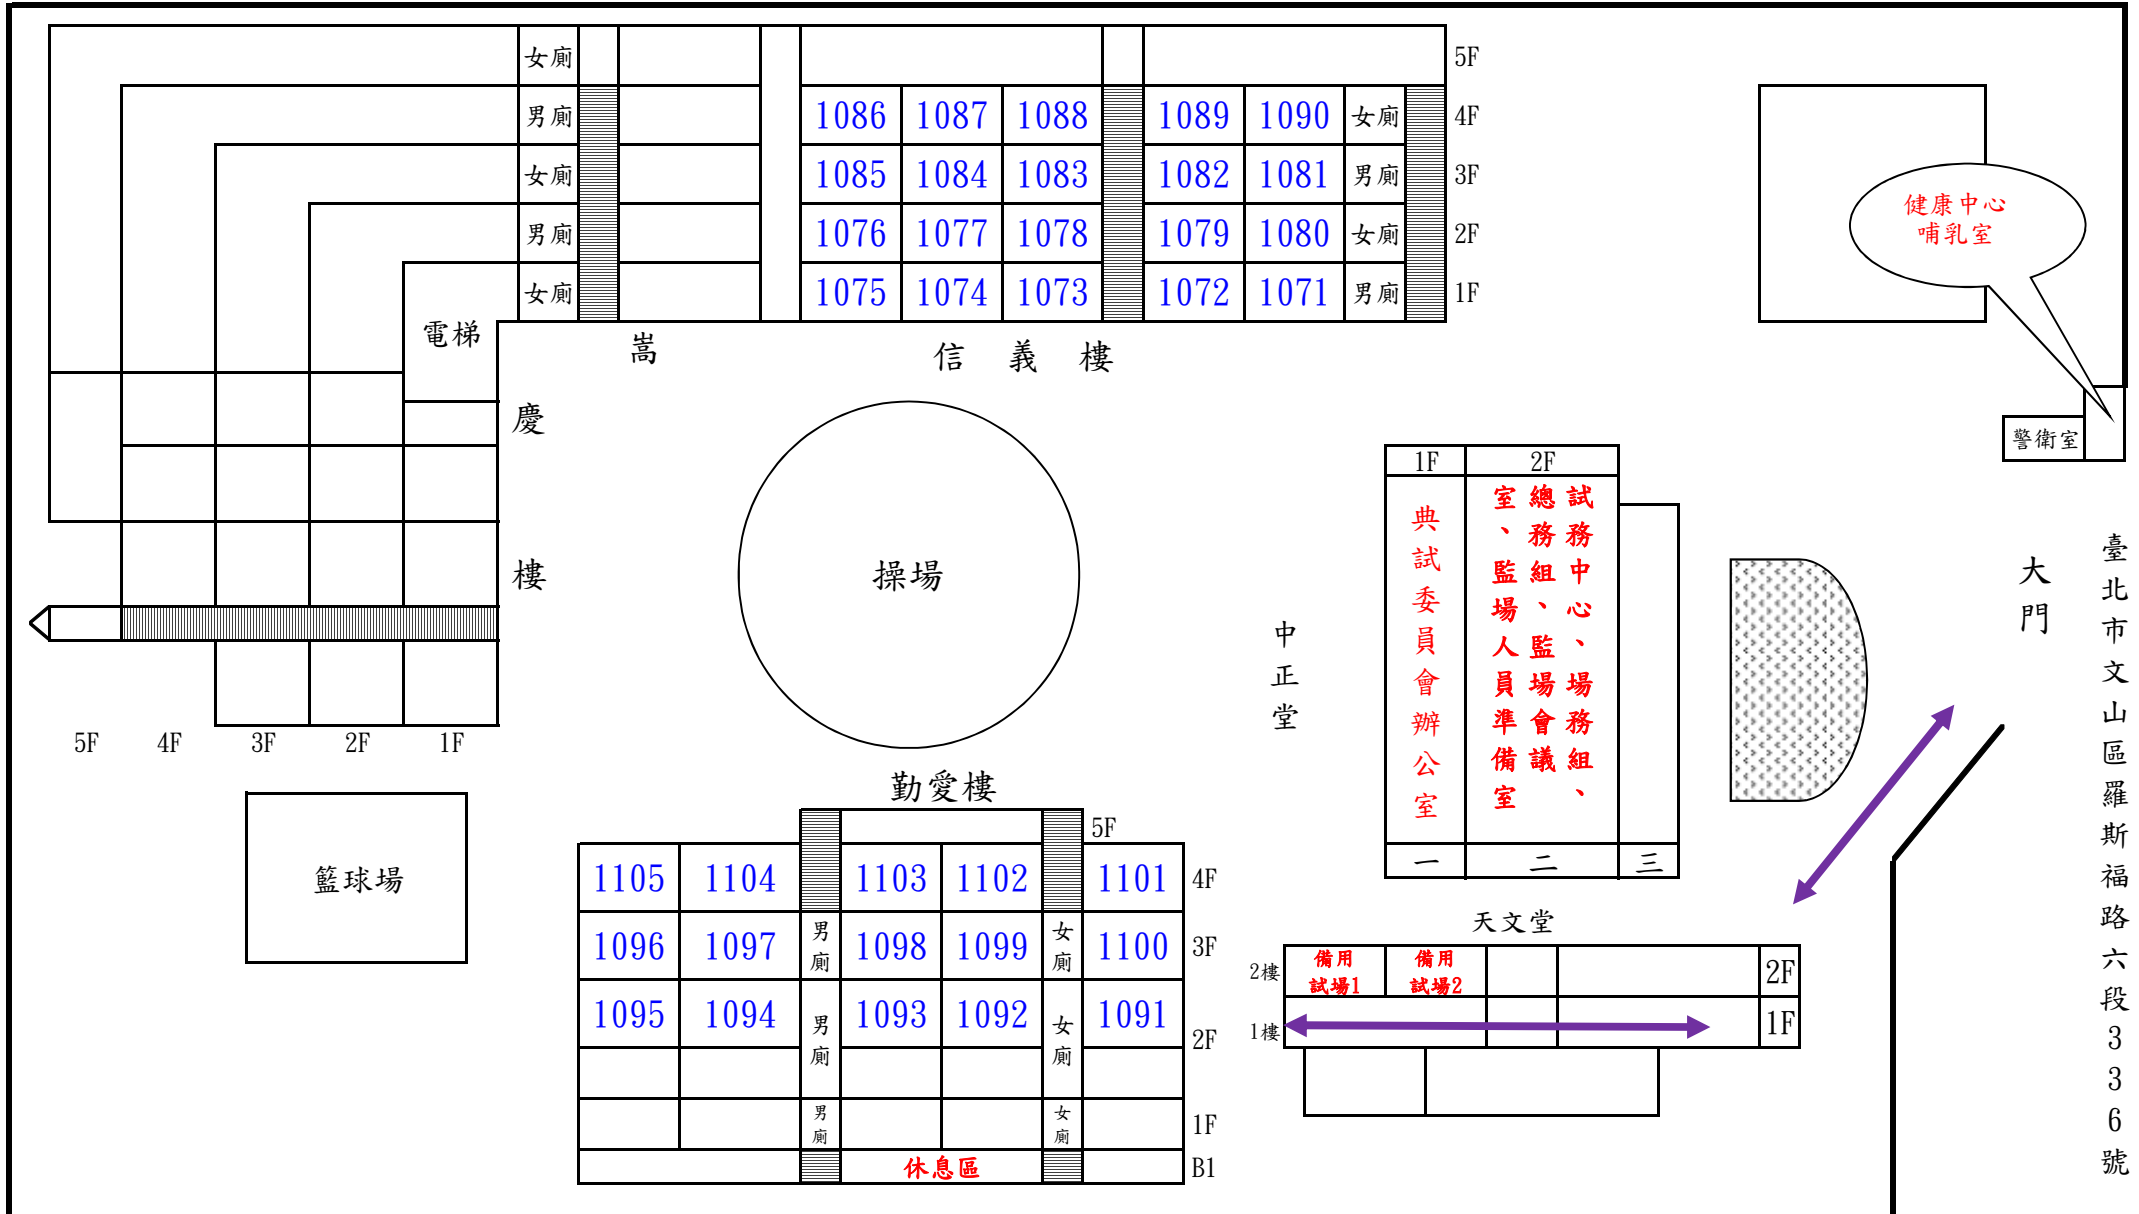 女廁 5F
男廁 1086 1087 1088 1089 1090 女廁 4F
女廁 1085 1084 1083 1082 1081 男廁 3F
男廁 1076 1077 1078 1079 1080 女廁 2F
女廁 1075 1074 1073 1072 1071 男廁 1F
電梯
嵩慶樓
信義樓
健康中心
哺乳室
警衛室
大門
臺北市文山區羅斯福路六段336號
操場
中正堂
1F 2F
典試委員會辦公室
試務中心、場務組、
總務組、監場會議
室、監場人員準備室
一 二 三
5F 4F 3F 2F 1F
籃球場
勤愛樓
5F
1105 1104 1103 1102 1101 4F
1096 1097 男廁 1098 1099 女廁 1100 3F
1095 1094 男廁 1093 1092 女廁 1091 2F
男廁 女廁 1F
休息區 B1
天文堂
2樓 備用試場1 備用試場2 2F
1樓 1F